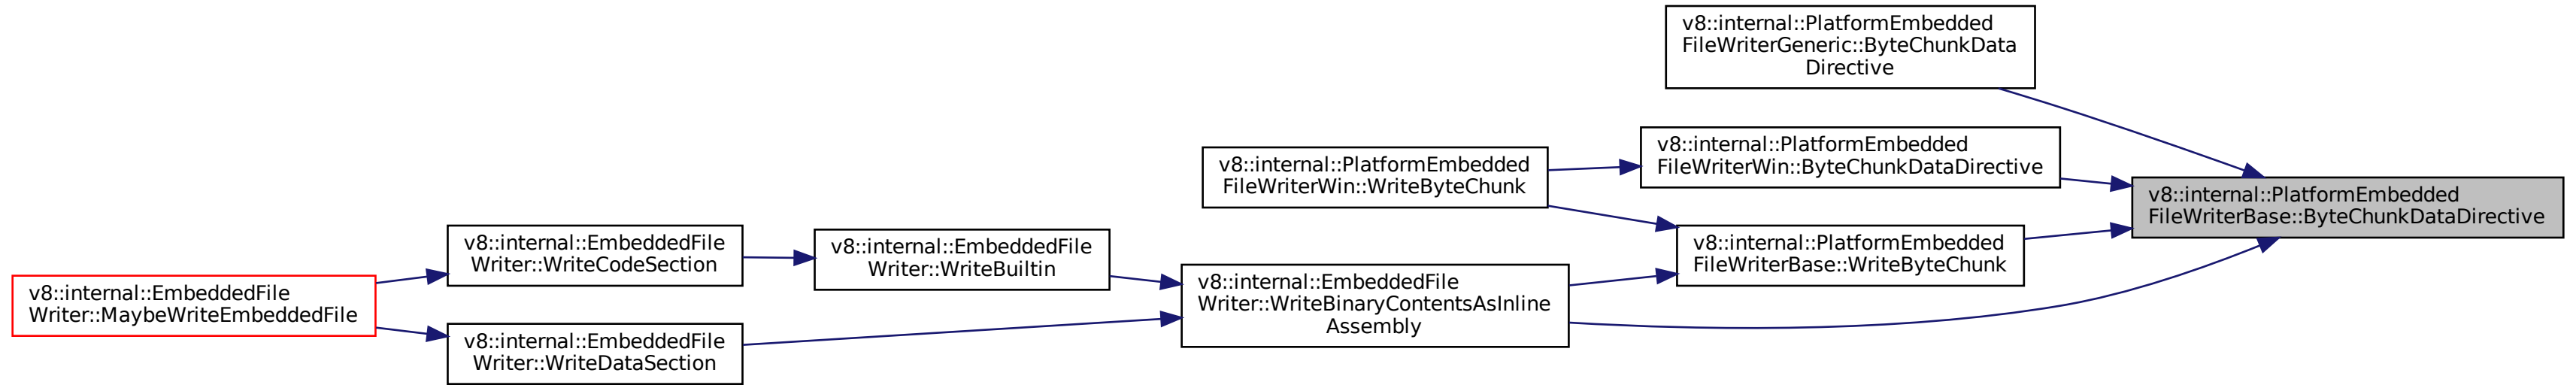 v8::internal::PlatformEmbedded
FileWriterGeneric::ByteChunkData
Directive
v8::internal::PlatformEmbedded
FileWriterWin::ByteChunkDataDirective
v8::internal::PlatformEmbedded
FileWriterWin::WriteByteChunk
v8::internal::PlatformEmbedded
FileWriterBase::ByteChunkDataDirective
v8::internal::EmbeddedFile
Writer::WriteCodeSection
v8::internal::EmbeddedFile
Writer::WriteBuiltin
v8::internal::PlatformEmbedded
FileWriterBase::WriteByteChunk
v8::internal::EmbeddedFile
Writer::MaybeWriteEmbeddedFile
v8::internal::EmbeddedFile
Writer::WriteBinaryContentsAsInline
Assembly
v8::internal::EmbeddedFile
Writer::WriteDataSection